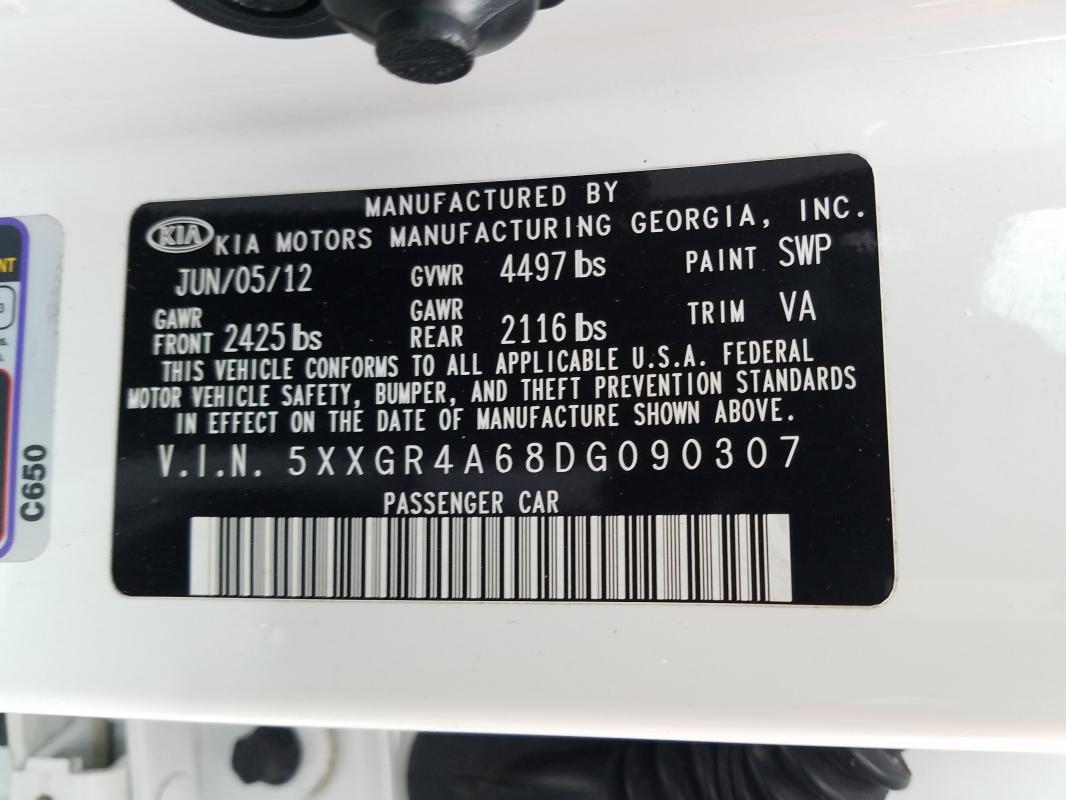 MANUFACTURED BY
KIA KIA MOTORS MANUFACTURING GEORGIA, INC.
JUN/05/12 GVWR 4497 lbs PAINT SWP
GAWR FRONT 2425 lbs GAWR REAR 2116 lbs TRIM VA
THIS VEHICLE CONFORMS TO ALL APPLICABLE U.S.A. FEDERAL
MOTOR VEHICLE SAFETY, BUMPER, AND THEFT PREVENTION STANDARDS
IN EFFECT ON THE DATE OF MANUFACTURE SHOWN ABOVE.
V.I.N. 5XXGR4A68DG090307
PASSENGER CAR
C650